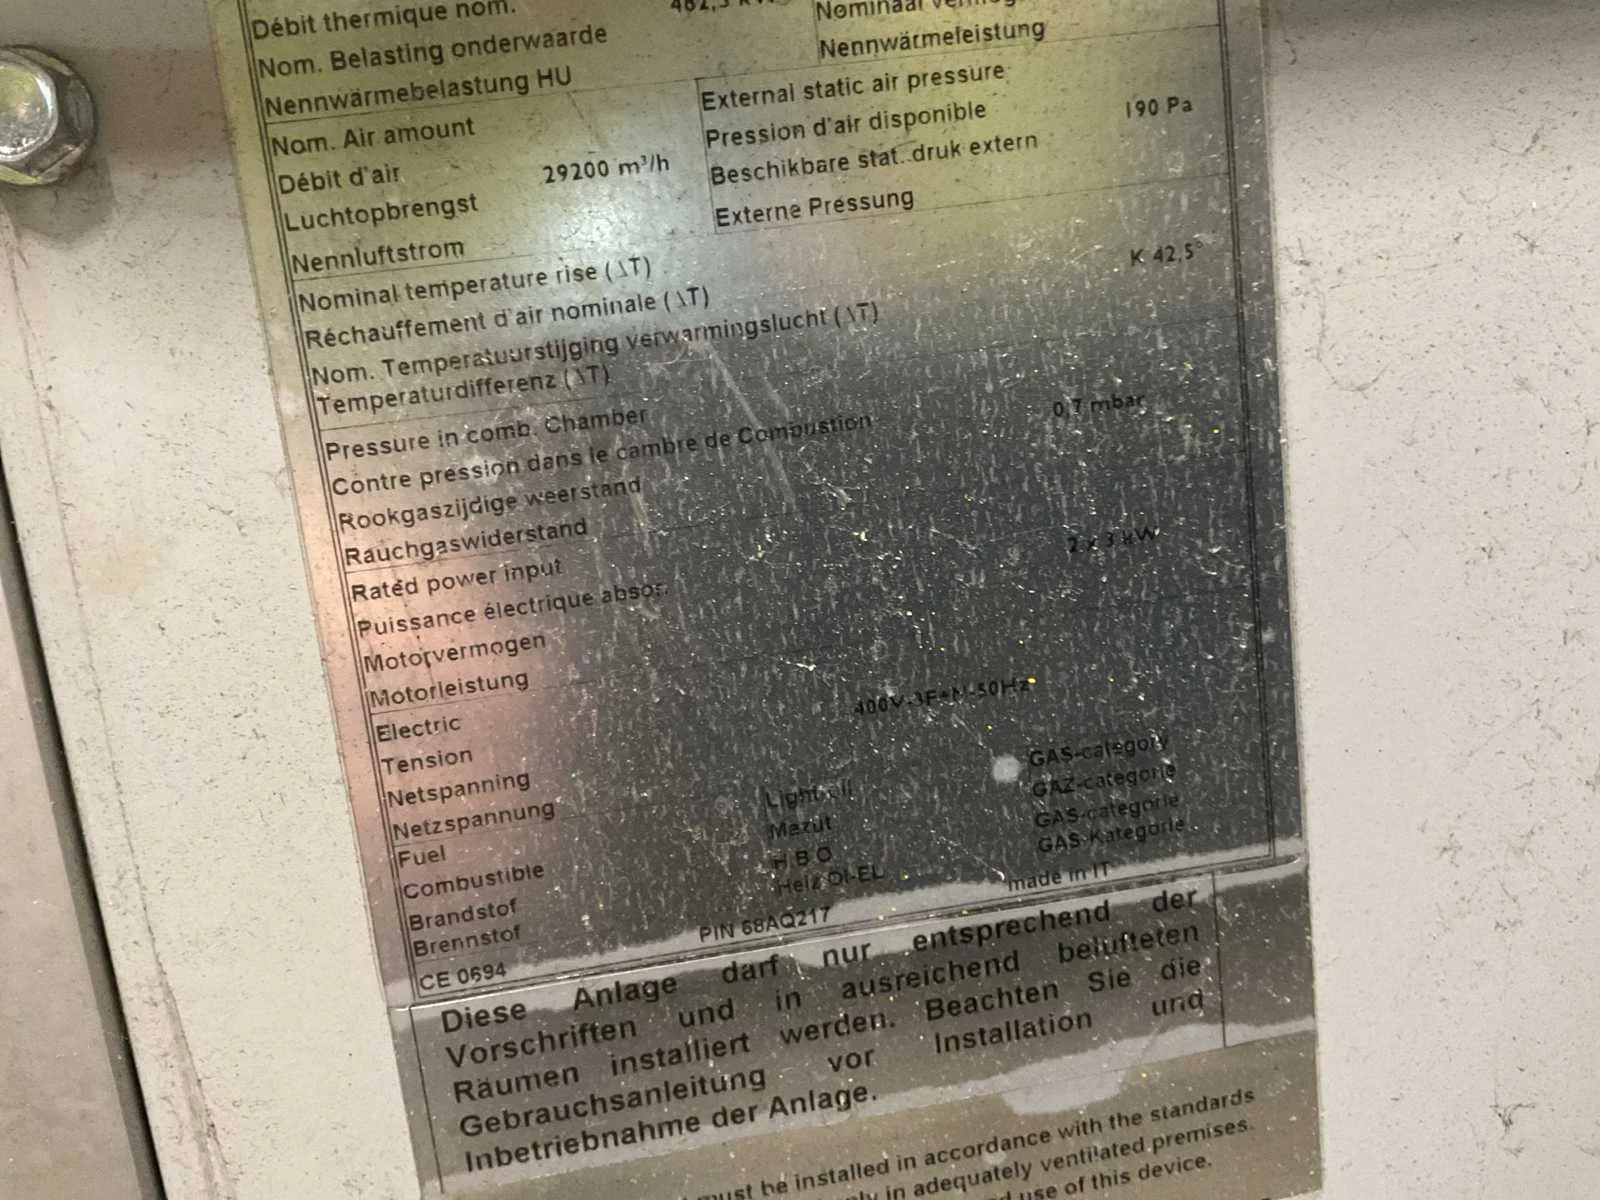 Débit thermique nom.
Nom. Belasting onderwaarde
Nennwärmebelastung HU
Nennwärmeleistung
Nom. Air amount
Débit d'air
Luchtopbrengst
Nennluftstrom
29200 m³/h
External static air pressure
Pression d'air disponible
Beschikbare stat. druk extern
Externe Pressung
190 Pa
Nominal temperature rise (ΔT)
Réchauffement d'air nominale (ΔT)
Nom. Temperatuurstijging verwarmingslucht (ΔT)
Temperaturdifferenz (ΔT)
K 42,5°
Pressure in comb. Chamber
Contre pression dans le cambre de Combustion
Rookgaszijdige weerstand
Rauchgaswiderstand
0,7 mbar
Rated power input
Puissance électrique absor.
Motorvermogen
Motorleistung
2 x 3 kW
Electric
Tension
Netspanning
Netzspannung
400V-3F+N-50Hz
Fuel
Combustible
Brandstof
Brennstof
Light oil
Mazut
H.B.O
Heiz Öl-EL
GAS-category
GAZ-categorie
GAS-categorie
GAS-Kategorie
CE 0694
PIN 68AQ217
made in IT
Diese Anlage darf nur entsprechend der
Vorschriften und in ausreichend belüfteten
Räumen installiert werden. Beachten Sie die
Gebrauchsanleitung vor Installation und
Inbetriebnahme der Anlage.
must be installed in accordance with the standards
in adequately ventilated premises.
use of this device.